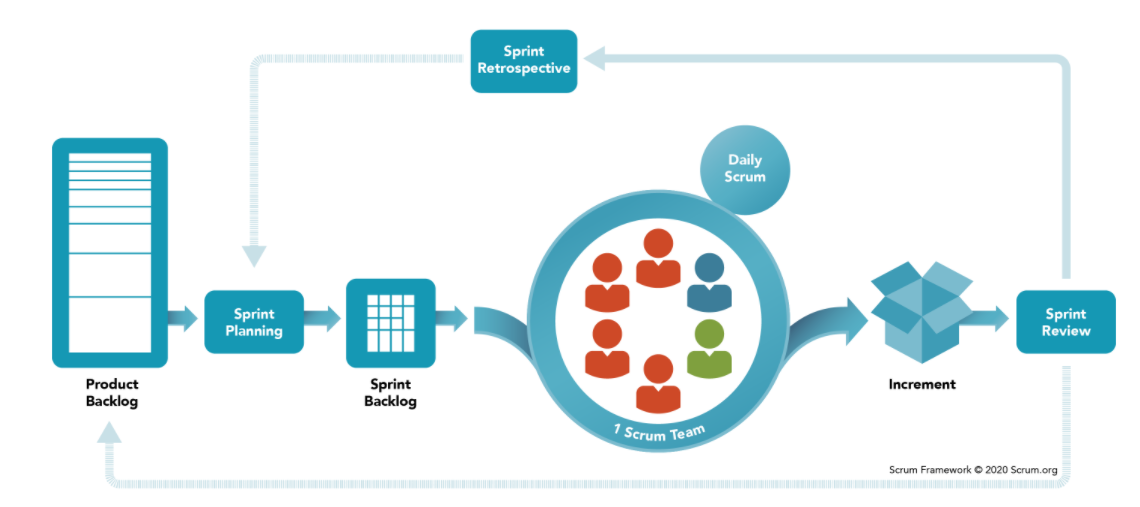 Sprint
Retrospective
Daily
Scrum
Sprint
Planning
Sprint
Review
Product
Backlog
Sprint
Backlog
Increment
1 Scrum Team
Scrum Framework © 2020 Scrum.org